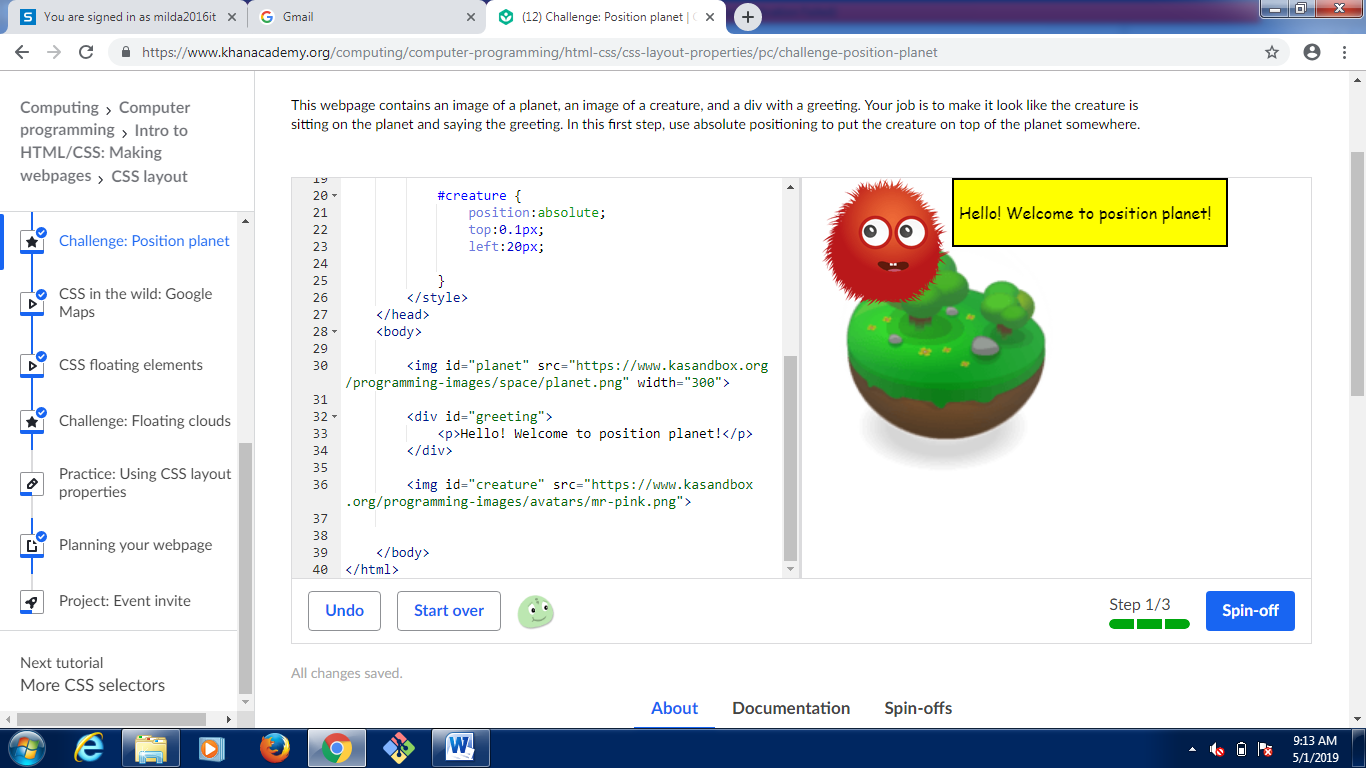 You are signed in as milda2016it
Gmail
(12) Challenge: Position planet |
https://www.khanacademy.org/computing/computer-programming/html-css/css-layout-properties/pc/challenge-position-planet
Computing › Computer
programming › Intro to
HTML/CSS: Making
webpages › CSS layout
Challenge: Position planet
CSS in the wild: Google
Maps
CSS floating elements
Challenge: Floating clouds
Practice: Using CSS layout
properties
Planning your webpage
Project: Event invite
Next tutorial
More CSS selectors
This webpage contains an image of a planet, an image of a creature, and a div with a greeting. Your job is to make it look like the creature is
sitting on the planet and saying the greeting. In this first step, use absolute positioning to put the creature on top of the planet somewhere.
19
20 #creature {
21 position:absolute;
22 top:0.1px;
23 left:20px;
24
25 }
26 </style>
27 </head>
28 <body>
29
30 <img id="planet" src="https://www.kasandbox.org
/programming-images/space/planet.png" width="300">
31
32 <div id="greeting">
33 <p>Hello! Welcome to position planet!</p>
34 </div>
35
36 <img id="creature" src="https://www.kasandbox
.org/programming-images/avatars/mr-pink.png">
37
38
39 </body>
40 </html>
Hello! Welcome to position planet!
Undo
Start over
Step 1/3
Spin-off
All changes saved.
About
Documentation
Spin-offs
9:13 AM
5/1/2019